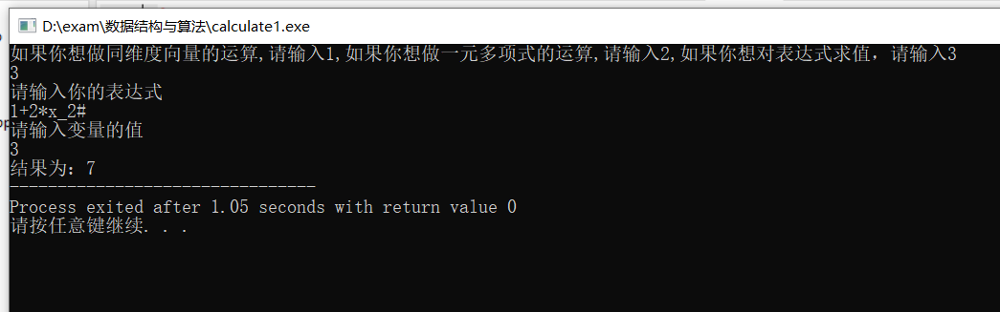 D:\exam\数据结构与算法\calculate1.exe
如果你想做同维度向量的运算,请输入1,如果你想做一元多项式的运算,请输入2,如果你想对表达式求值，请输入3
3
请输入你的表达式
1+2*x_2#
请输入变量的值
3
结果为：7
--------------------------------
Process exited after 1.05 seconds with return value 0
请按任意键继续. . .